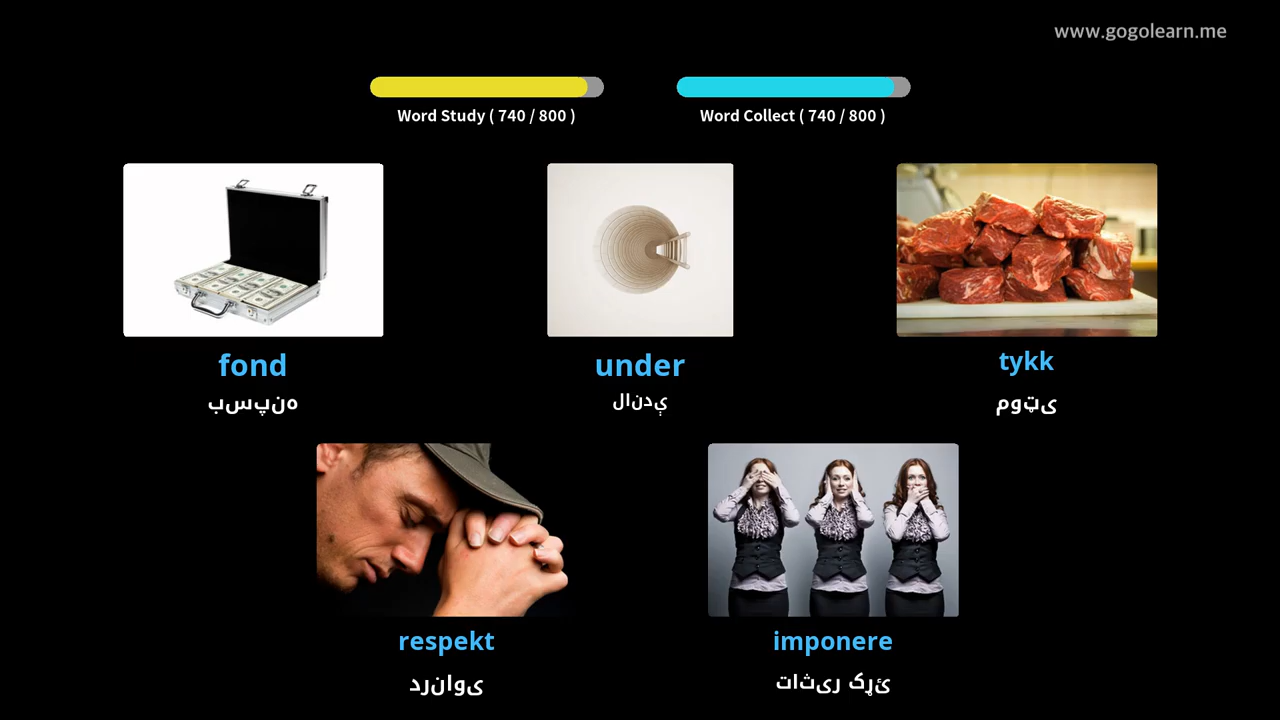 www.gogolearn.me
Word Study ( 740 / 800 )
Word Collect ( 740 / 800 )
fond
بسپنه
under
لاندې
tykk
موټی
respekt
درناوی
imponere
تاثیر کړئ